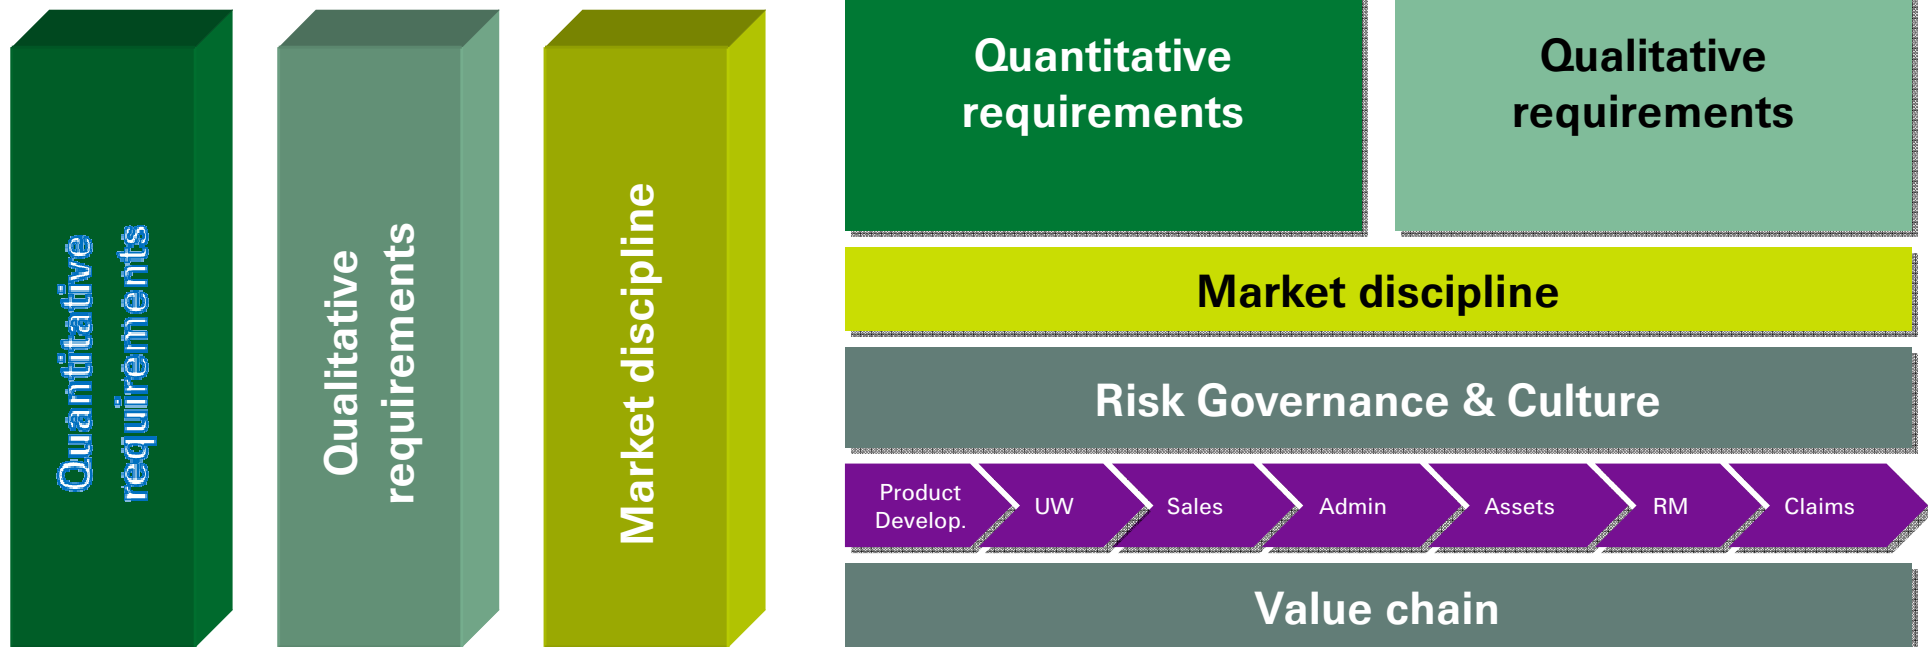 Quantitative
requirements
Qualitative
requirements
Market discipline
Quantitative
requirements
Qualitative
requirements
Market discipline
Risk Governance & Culture
Product
Develop.
UW
Sales
Admin
Assets
RM
Claims
Value chain